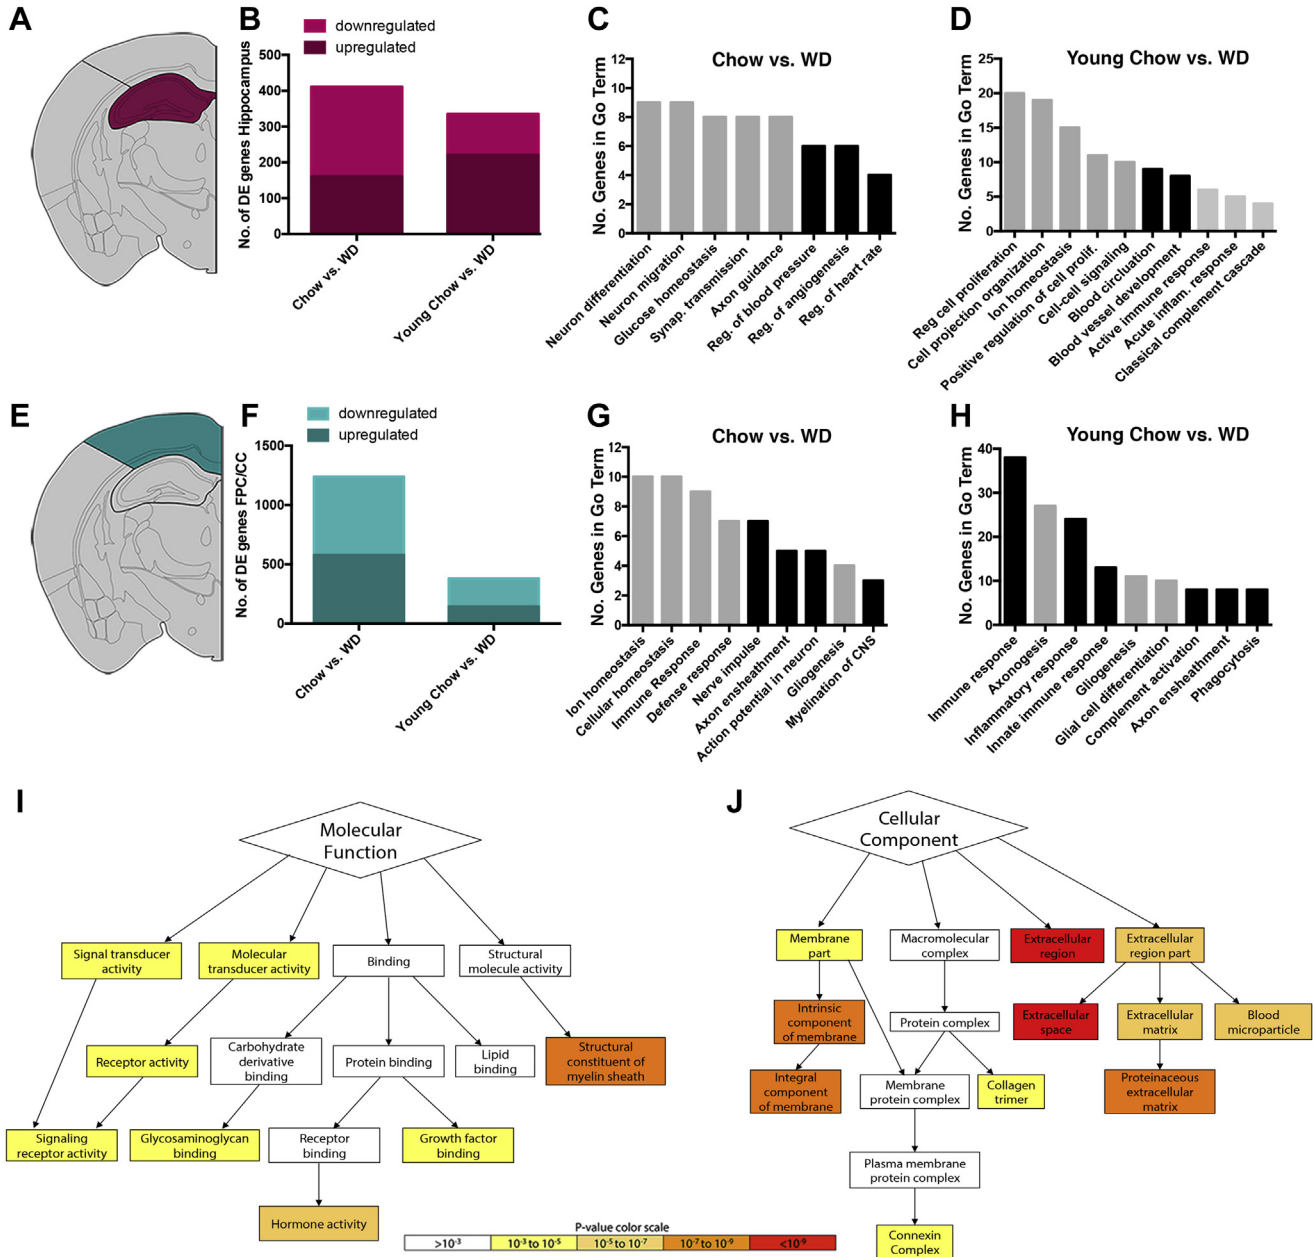 A
B
downregulated
upregulated
No. of DE genes Hippocampus
500
400
300
200
100
0
Chow vs. WD
Young Chow vs. WD
C
Chow vs. WD
No. Genes in Go Term
12
10
8
6
4
2
0
Neuron differentiation
Neuron migration
Glucose homeostasis
Synap. transmission
Axon guidance
Reg. of blood pressure
Reg. of angiogenesis
Reg. of heart rate
D
Young Chow vs. WD
No. Genes in Go Term
25
20
15
10
5
0
Reg cell proliferation
Cell projection organization
Ion homeostasis
Positive regulation of cell prolif.
Cell-cell signaling
Blood circluation
Blood vessel development
Active immune response
Acute inflam. response
Classical complement cascade
E
F
downregulated
upregulated
No. of DE genes FPC/CC
1500
1000
500
0
Chow vs. WD
Young Chow vs. WD
G
Chow vs. WD
No. Genes in Go Term
12
10
8
6
4
2
0
Ion homostasis
Cellular homostasis
Immune Response
Defense response
Nerve impulse
Axon ensheathment
Action potential in neuron
Gliogenesis
Myelination of CNS
H
Young Chow vs. WD
No. Genes in Go Term
40
30
20
10
0
Immune response
Axonogesis
Inflammatory response
Innate immune response
Gliogenesis
Glial cell differentiation
Complement activation
Axon ensheathment
Phagocytosis
I
Molecular
Function
Signal transducer
activity
Molecular
transducer activity
Binding
Structural
molecule activity
Receptor activity
Carbohydrate
derivative
binding
Protein binding
Lipid
binding
Structural
constituent of
myelin sheath
Signaling
receptor activity
Glycosaminoglycan
binding
Receptor
binding
Growth factor
binding
Hormone activity
J
Cellular
Component
Membrane
part
Macromolecular
complex
Extracellular
region
Extracellular
region part
Intrinsic
component
of membrane
Protein complex
Extracellular
space
Extracellular
matrix
Blood
microparticle
Integral
component
of membrane
Membrane
protein complex
Collagen
trimer
Proteinaceous
extracellular
matrix
Plasma membrane
protein complex
Connexin
Complex
P-value color scale
>10-3
10-3 to 10-5
10-5 to 10-7
10-7 to 10-9
<10-9